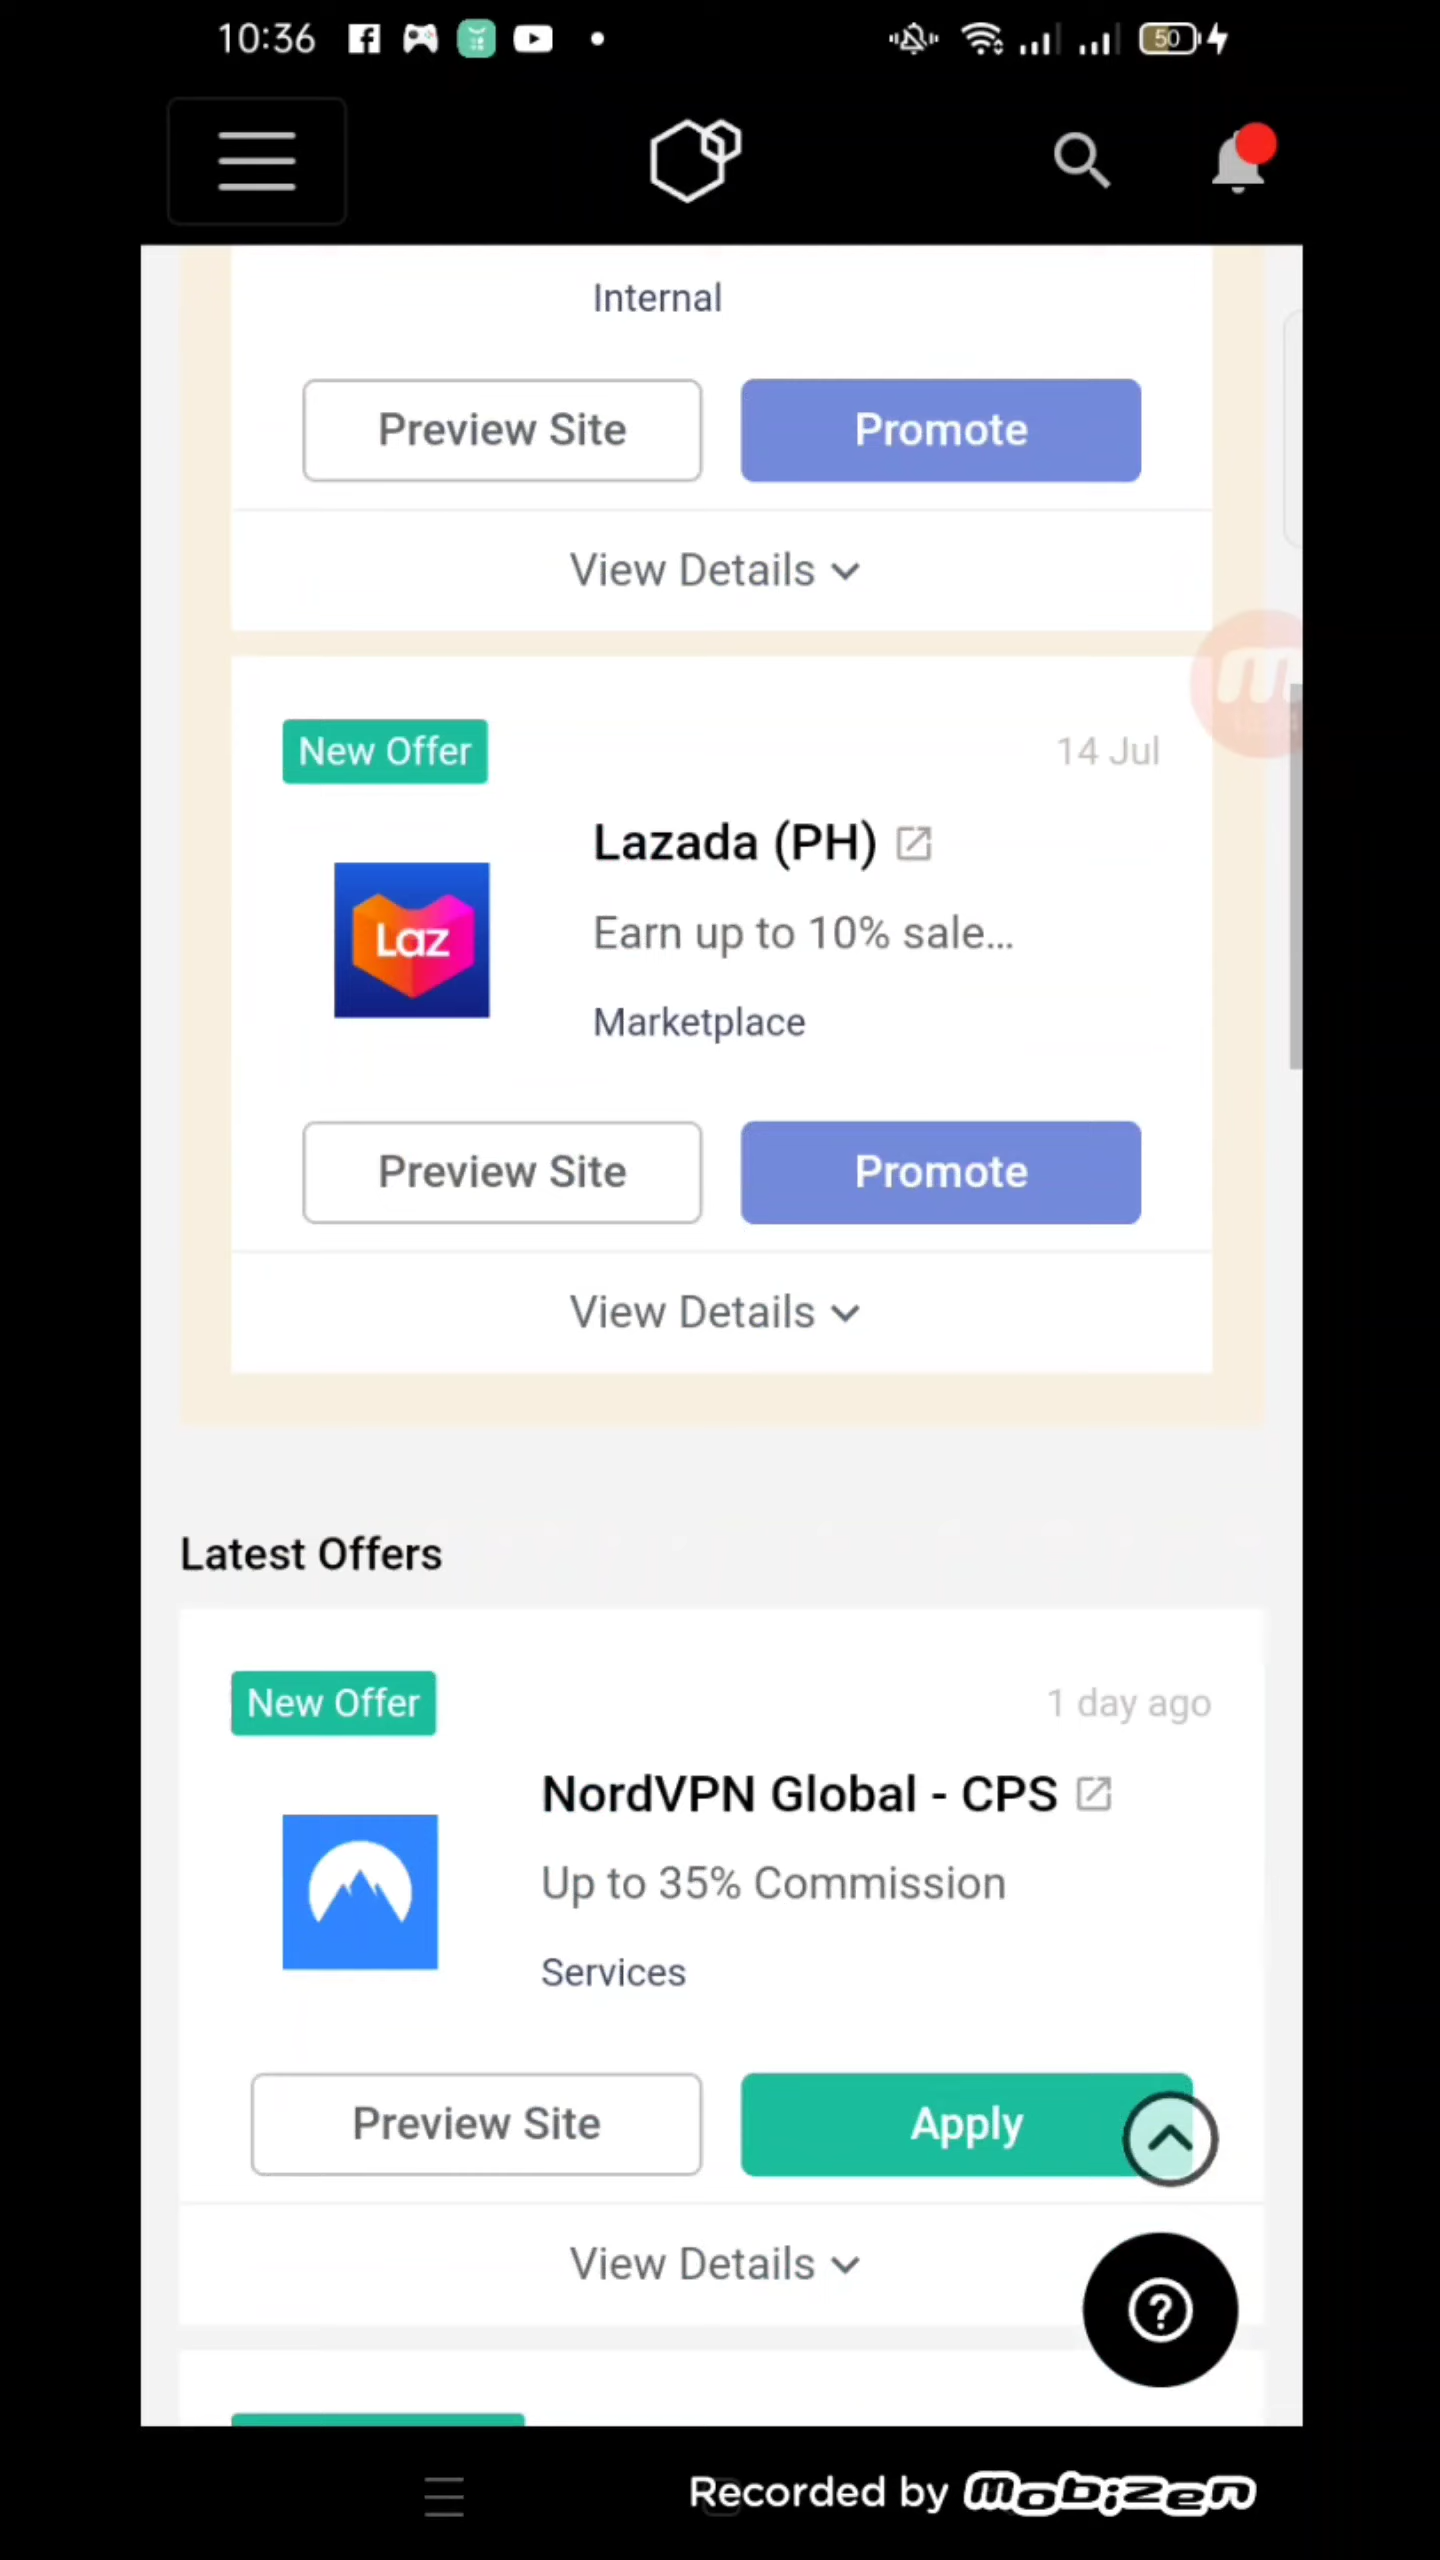 10:36
50
Internal
Preview Site
Promote
View Details
New Offer
14 Jul
Lazada (PH)
Laz
Earn up to 10% sale...
Marketplace
Preview Site
Promote
View Details
Latest Offers
New Offer
1 day ago
NordVPN Global - CPS
Up to 35% Commission
Services
Preview Site
Apply
View Details
Recorded by mobizen